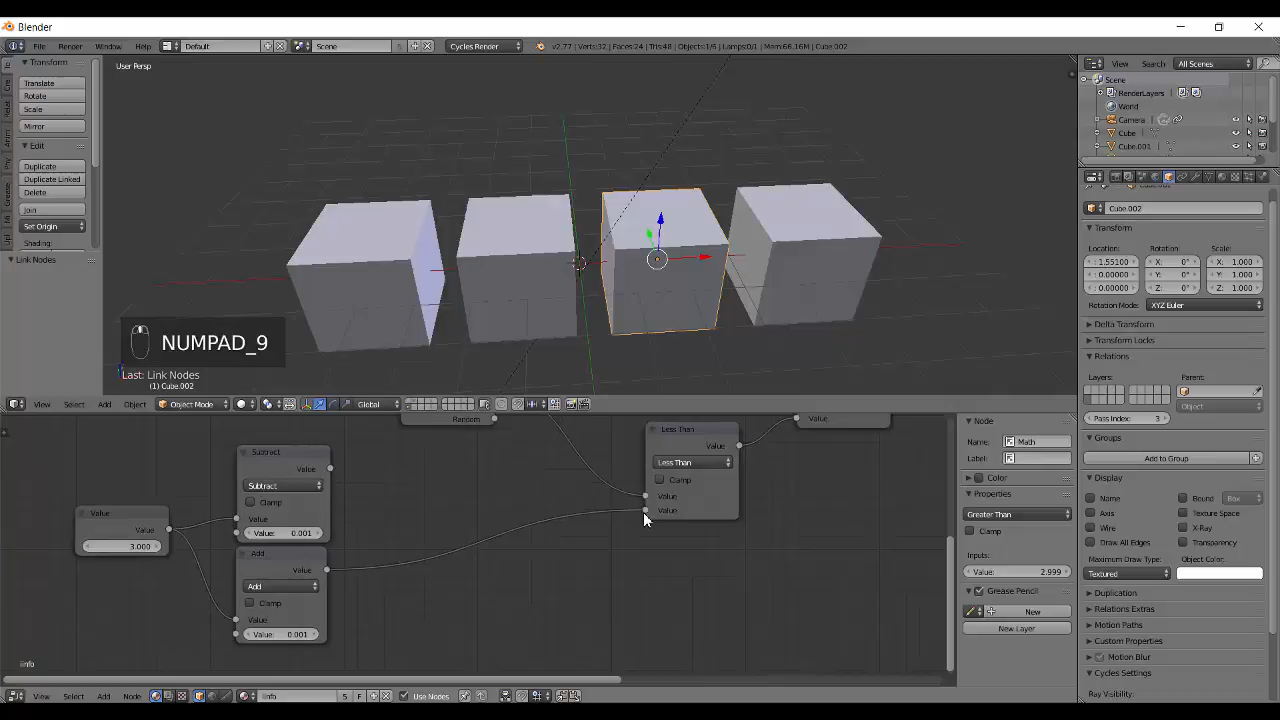 Blender
File Render Window Help Default Scene Cycles Render v2.77 | Verts:32 | Faces:24 | Tris:48 | Objects:1/6 | Lamps:0/1 | Mem:66.16M | Cube.002
Transform
Translate
Rotate
Scale
Mirror
Edit
Duplicate
Duplicate Linked
Delete
Join
Set Origin
Shading:
Link Nodes
User Persp
NUMPAD_9
Last: Link Nodes
(1) Cube.002
View Select Add Object Object Mode Global
View Search All Scenes
Scene
RenderLayers
World
Camera
Cube
Cube.001
Cube.002
Transform
Location: Rotation: Scale:
1.55100 X: 0° X: 1.000
0.00000 Y: 0° Y: 1.000
0.00000 Z: 0° Z: 1.000
Rotation Mode: XYZ Euler
Delta Transform
Transform Locks
Relations
Layers: Parent:
Object
Pass Index: 3
Groups
Add to Group
Display
Name Bound Box
Axis Texture Space
Wire X-Ray
Draw All Edges Transparency
Maximum Draw Type: Object Color:
Textured
Duplication
Relations Extras
Motion Paths
Custom Properties
Motion Blur
Cycles Settings
Ray Visibility:
Random
Value
Less Than
Value
Less Than
Clamp
Value
Value
Subtract
Value
Subtract
Clamp
Value
Value: 0.001
Value
Value
3.000
Add
Value
Add
Clamp
Value
Value: 0.001
Node
Name: Math
Label:
Color
Properties
Greater Than
Clamp
Inputs:
Value: 2.999
Grease Pencil
New
New Layer
View Select Add Node 5 F Use Nodes